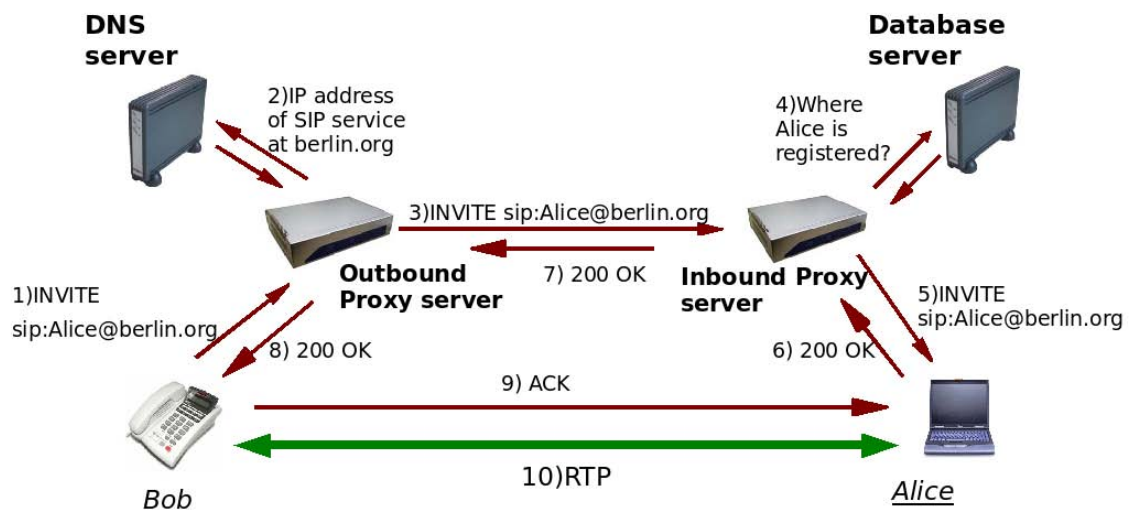 DNS
server
Database
server
2)IP address
of SIP service
at berlin.org
4)Where
Alice is
registered?
3)INVITE sip:Alice@berlin.org
7) 200 OK
Outbound
Proxy server
Inbound Proxy
server
1)INVITE
sip:Alice@berlin.org
5)INVITE
sip:Alice@berlin.org
8) 200 OK
6) 200 OK
9) ACK
10)RTP
Bob
Alice